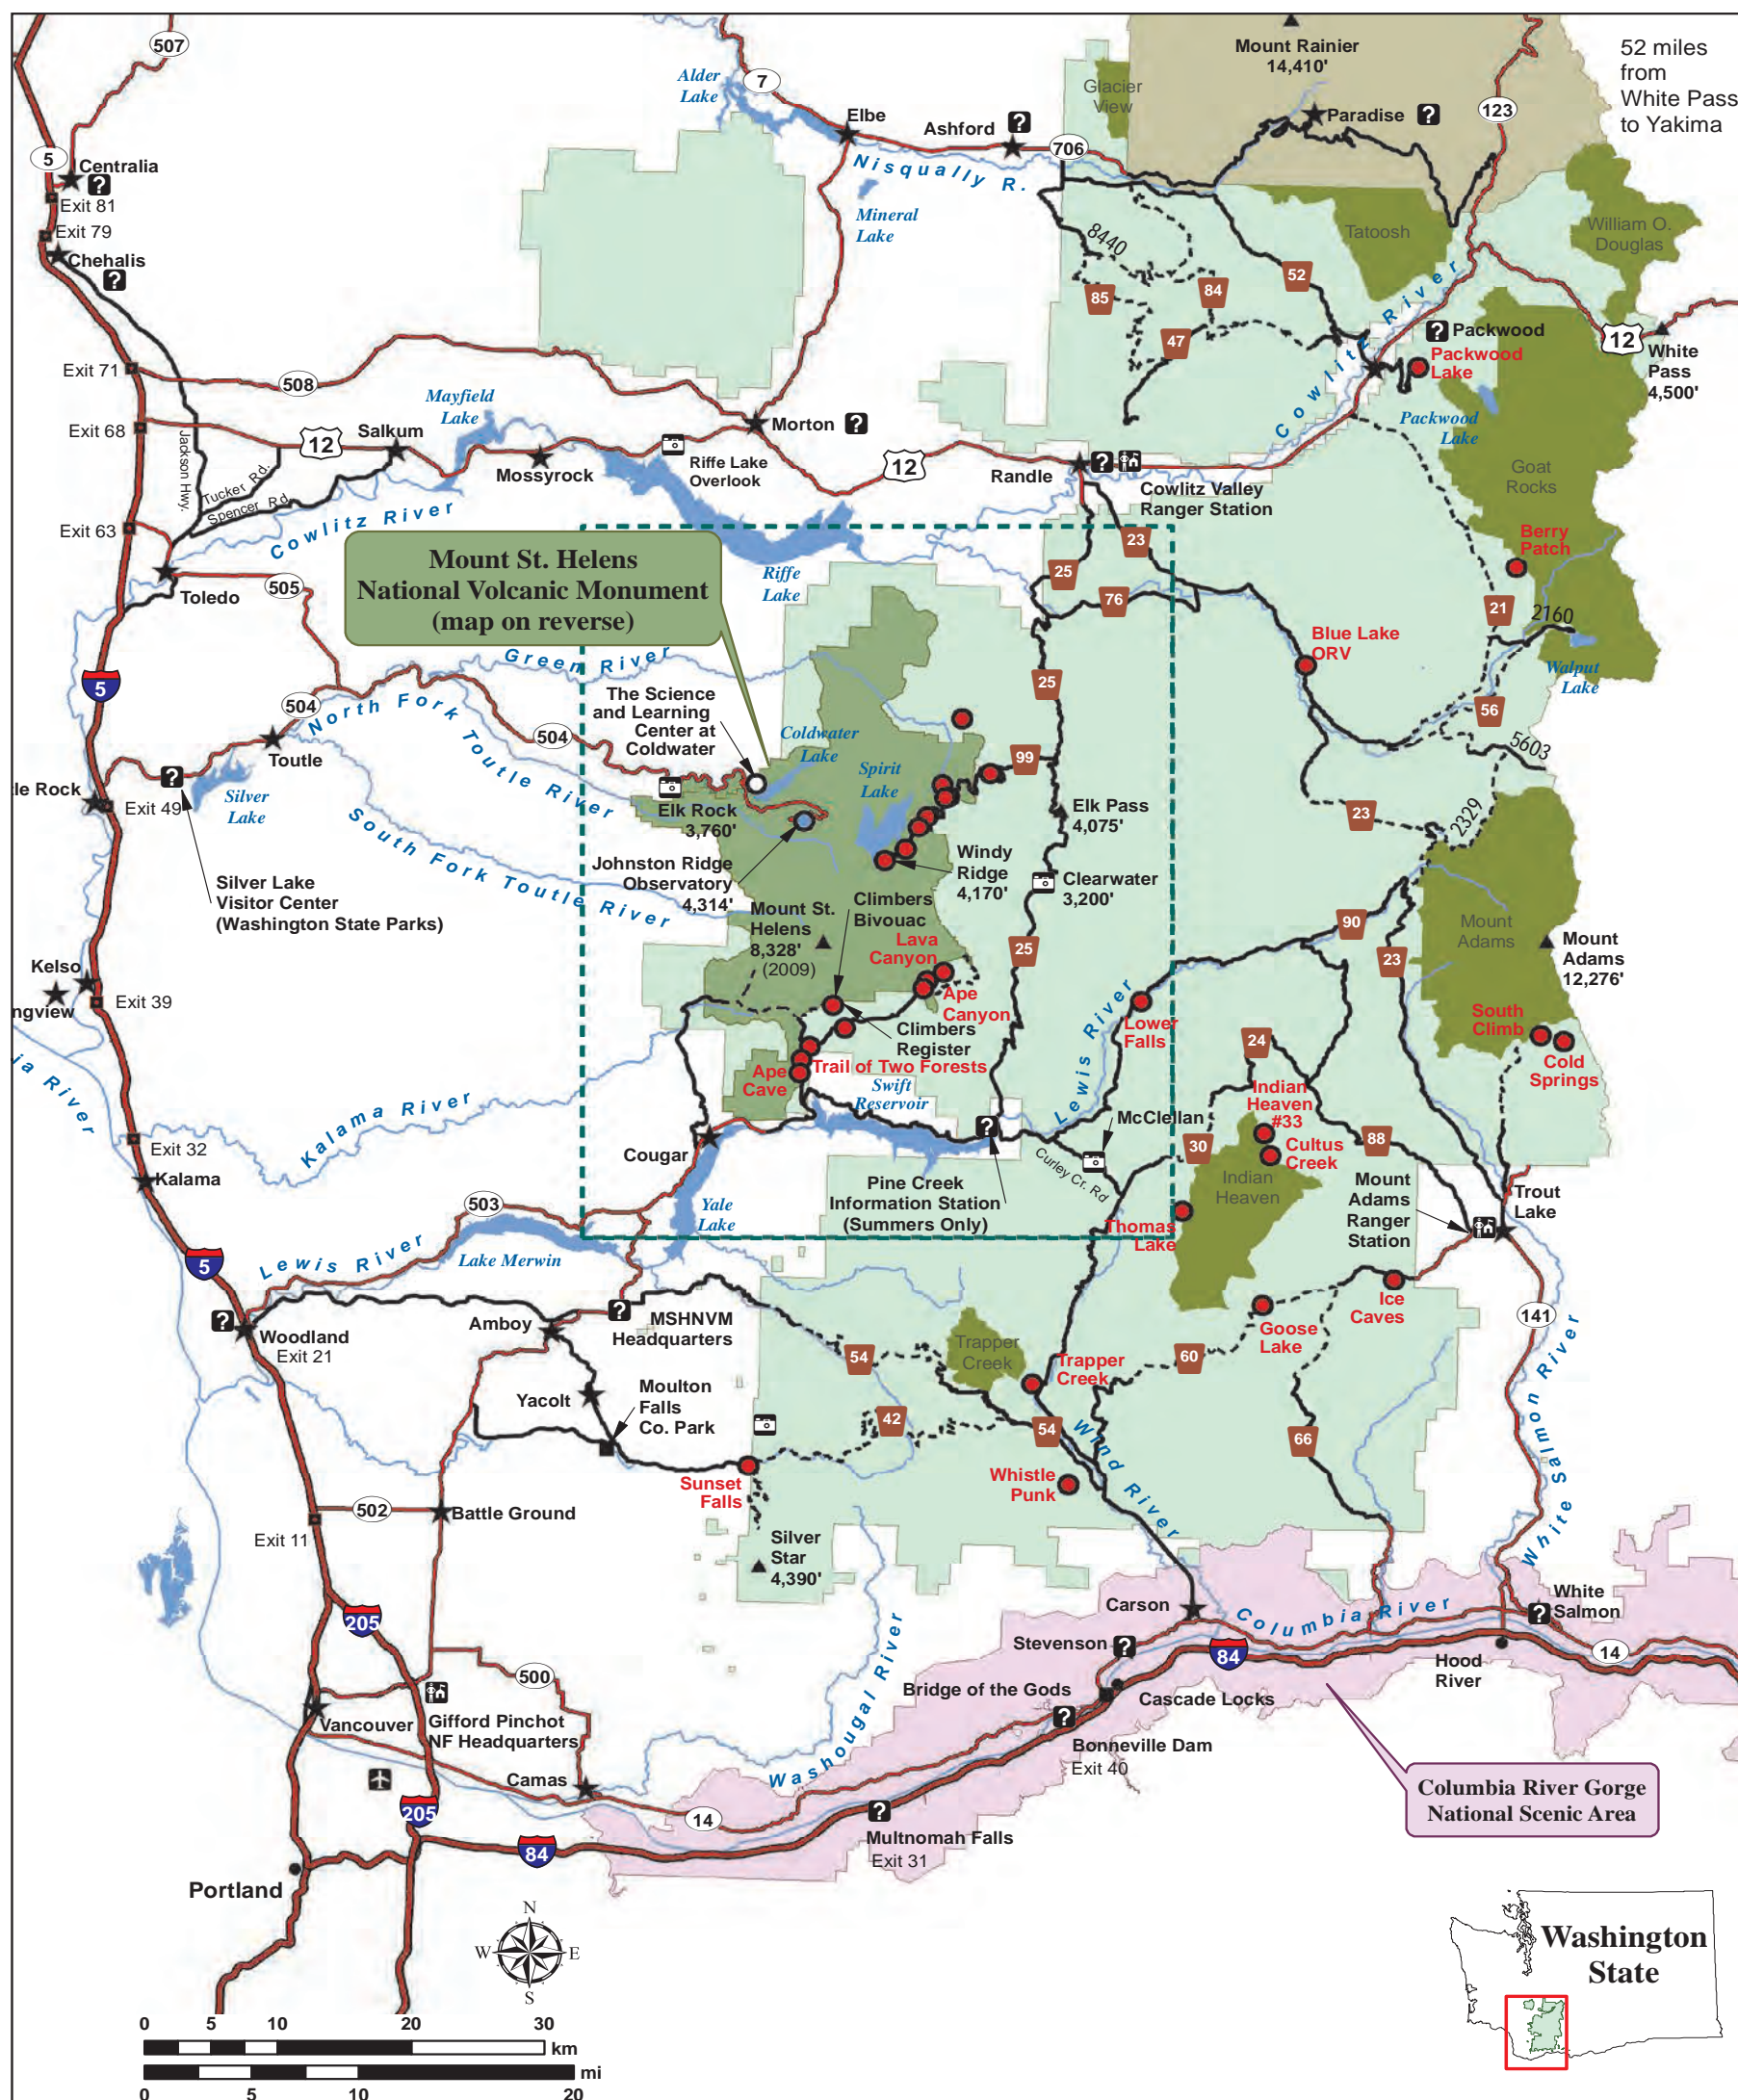 507
7
Alder
Lake
Elbe
Ashford
?
706
Nisqually R.
Mineral
Lake
Mount Rainier
14,410'
Glacier
View
Paradise
?
123
52 miles
from
White Pass
to Yakima
5
Centralia
?
Exit 81
Exit 79
Chehalis
?
8440
85
84
52
47
Tatoosh
William O.
Douglas
Cowlitz River
? Packwood
Packwood
Lake
Packwood
Lake
12
White
Pass
4,500'
Exit 71
508
Exit 68
Jackson Hwy.
12
Salkum
Tucker Rd.
Spencer Rd.
Mayfield
Lake
Mossyrock
Morton
?
Riffe Lake
Overlook
12
Randle
?
Cowlitz Valley
Ranger Station
Goat
Rocks
Berry
Patch
Exit 63
Cowlitz River
Toledo
505
Mount St. Helens
National Volcanic Monument
(map on reverse)
Riffe
Lake
23
25
76
21
2160
Walput
Lake
Blue Lake
ORV
56
5603
5
Green River
504
North Fork Toutle River
The Science
and Learning
Center at
Coldwater
504
Coldwater
Lake
Spirit
Lake
25
99
Toutle
?
Silver
Lake
le Rock
Exit 49
Silver Lake
Visitor Center
(Washington State Parks)
South Fork Toutle River
Elk Rock
3,760'
Johnston Ridge
Observatory
4,314'
Windy
Ridge
4,170'
Elk Pass
4,075'
Clearwater
3,200'
23
2329
Mount St.
Helens
8,328'
(2009)
Climbers
Bivouac
Lava
Canyon
25
90
23
Mount
Adams
Mount
Adams
12,276'
Kelso
ngview
Exit 39
Ape
Canyon
Climbers
Register
Trail of Two Forests
Ape
Cave
Swift
Reservoir
Lewis River
Lower
Falls
24
South
Climb
Cold
Springs
ia River
Kalama River
Exit 32
Kalama
Cougar
?
McClellan
Curley Cr. Rd
Indian
Heaven
#33
Cultus
Creek
30
88
Indian
Heaven
Pine Creek
Information Station
(Summers Only)
Thomas
Lake
Mount
Adams
Ranger
Station
Trout
Lake
503
Yale
Lake
5
Lewis River
Lake Merwin
?
Woodland
Exit 21
Amboy
?
MSHNVM
Headquarters
Ice
Caves
Goose
Lake
141
White Salmon River
54
Trapper
Creek
Trapper
Creek
60
Yacolt
Moulton
Falls
Co. Park
42
54
66
Wind River
Sunset
Falls
Whistle
Punk
502
Battle Ground
Exit 11
Silver
Star
4,390'
205
Carson
Columbia River
White
Salmon
?
Stevenson
?
84
14
Hood
River
500
Washougal River
Bridge of the Gods
Cascade Locks
?
Bonneville Dam
Exit 40
Vancouver
Gifford Pinchot
NF Headquarters
Camas
205
14
?
Multnomah Falls
Exit 31
84
Columbia River Gorge
National Scenic Area
Portland
N
W
E
S
Washington
State
0 5 10 20 30
km
mi
0 5 10 20